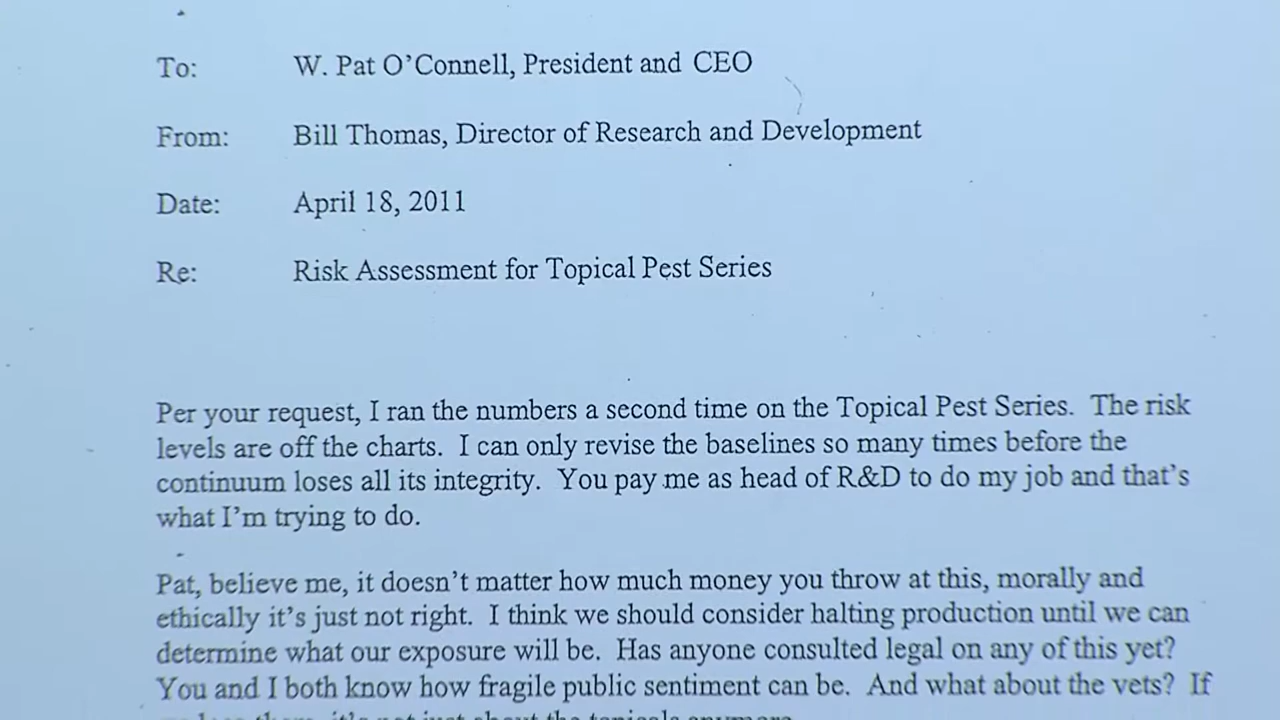 To: W. Pat O'Connell, President and CEO
From: Bill Thomas, Director of Research and Development
Date: April 18, 2011
Re: Risk Assessment for Topical Pest Series
Per your request, I ran the numbers a second time on the Topical Pest Series. The risk
levels are off the charts. I can only revise the baselines so many times before the
continuum loses all its integrity. You pay me as head of R&D to do my job and that's
what I'm trying to do.
Pat, believe me, it doesn't matter how much money you throw at this, morally and
ethically it's just not right. I think we should consider halting production until we can
determine what our exposure will be. Has anyone consulted legal on any of this yet?
You and I both know how fragile public sentiment can be. And what about the vets? If
it's not just about the topicals anymore